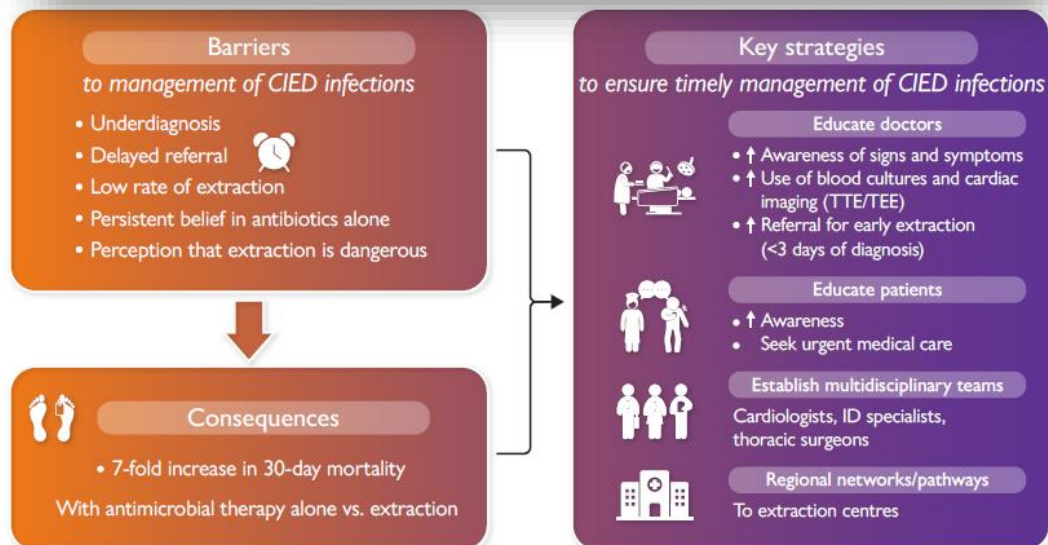 Barriers
to management of CIED infections
• Underdiagnosis
• Delayed referral
• Low rate of extraction
• Persistent belief in antibiotics alone
• Perception that extraction is dangerous
Consequences
• 7-fold increase in 30-day mortality
With antimicrobial therapy alone vs. extraction
Key strategies
to ensure timely management of CIED infections
Educate doctors
• ↑ Awareness of signs and symptoms
• ↑ Use of blood cultures and cardiac
imaging (TTE/TEE)
• ↑ Referral for early extraction
(<3 days of diagnosis)
Educate patients
• ↑ Awareness
• Seek urgent medical care
Establish multidisciplinary teams
Cardiologists, ID specialists,
thoracic surgeons
Regional networks/pathways
To extraction centres